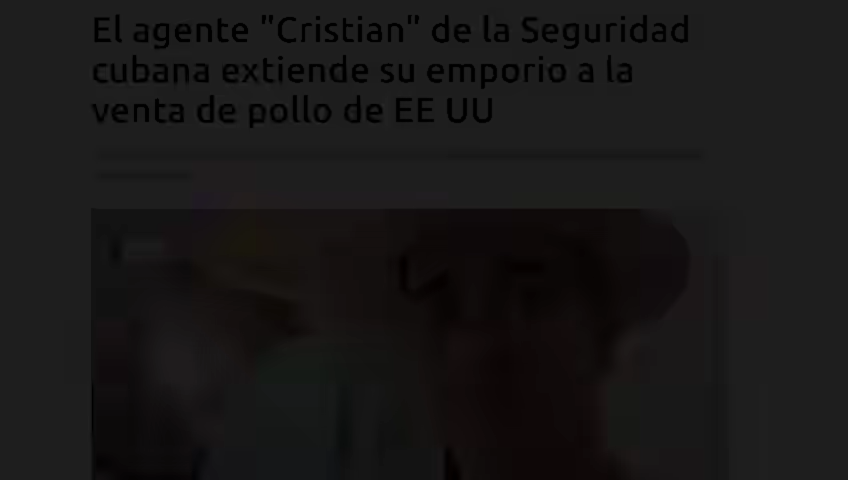 El agente "Cristian" de la Seguridad
cubana extiende su emporio a la
venta de pollo de EE UU